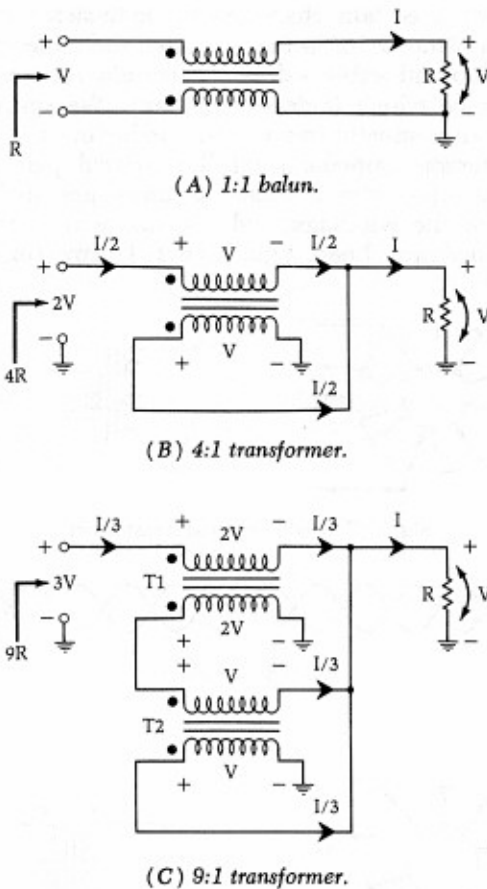 I
+ +
V R V
− −
R
(A) 1:1 balun.
I/2 + − I/2 I
+ V +
2V R V
− V −
4R + −
I/2
(B) 4:1 transformer.
I/3 + − I/3 I
+ 2V +
3V T1 R V
− 2V −
9R + −
+ − I/3
V
T2
V
+ −
I/3
(C) 9:1 transformer.